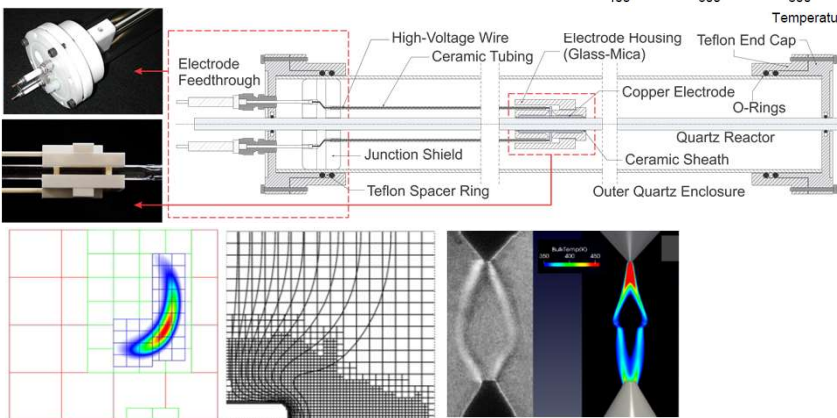 Temperatu
High-Voltage Wire
Electrode Housing
(Glass-Mica)
Teflon End Cap
Ceramic Tubing
Electrode
Feedthrough
Copper Electrode
O-Rings
Quartz Reactor
Junction Shield
Ceramic Sheath
Teflon Spacer Ring
Outer Quartz Enclosure
BulkTemp(K)
350 400 450